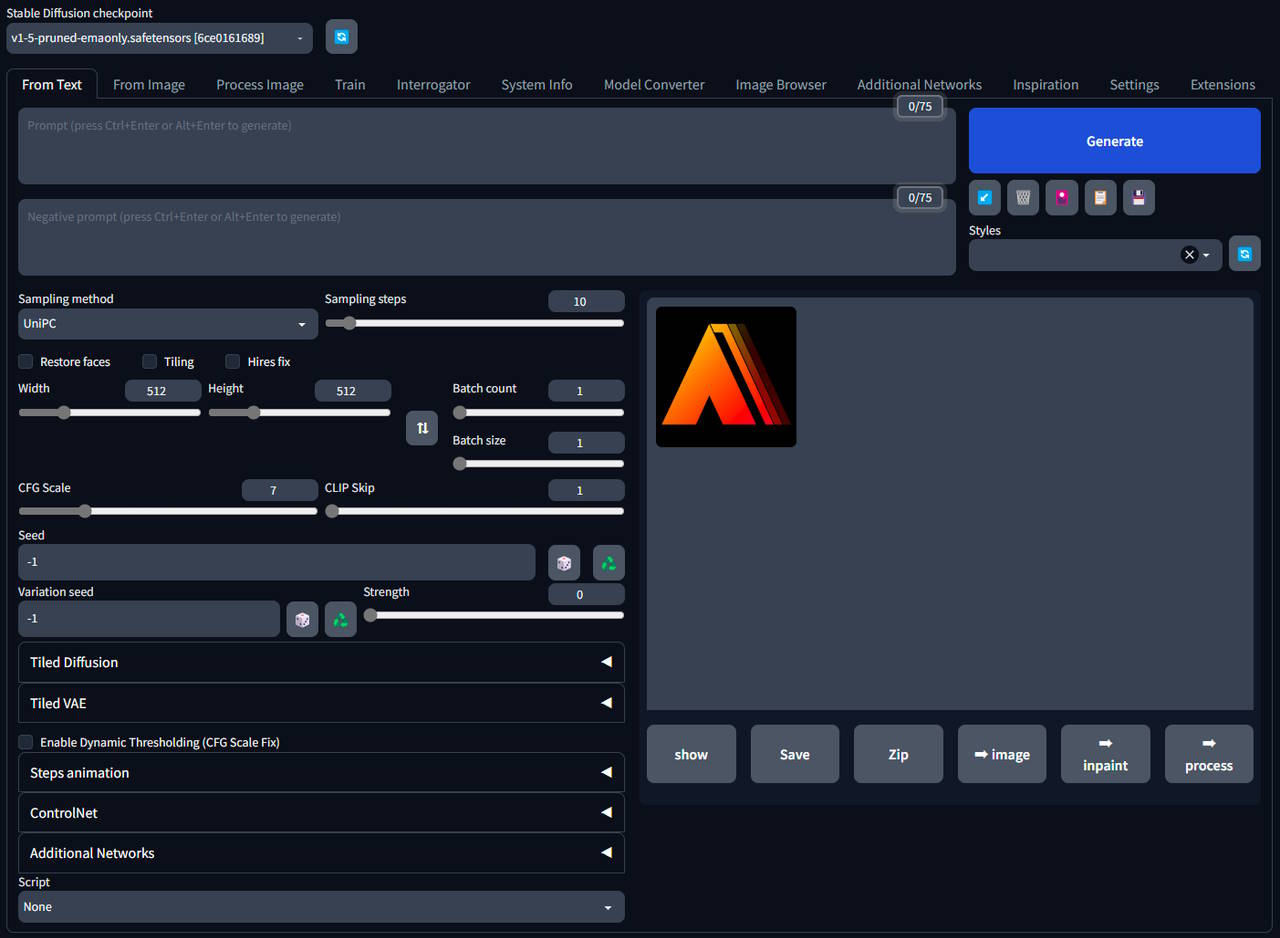 Stable Diffusion checkpoint
v1-5-pruned-emaonly.safetensors [6ce0161689]
From Text From Image Process Image Train Interrogator System Info Model Converter Image Browser Additional Networks Inspiration Settings Extensions
0/75
Prompt (press Ctrl+Enter or Alt+Enter to generate)
Generate
0/75
Negative prompt (press Ctrl+Enter or Alt+Enter to generate)
Styles
Sampling method
UniPC
Sampling steps 10
Restore faces Tiling Hires fix
Width 512 Height 512 Batch count 1
Batch size 1
CFG Scale 7 CLIP Skip 1
Seed
-1
Variation seed
-1
Strength 0
Tiled Diffusion
Tiled VAE
Enable Dynamic Thresholding (CFG Scale Fix)
Steps animation
ControlNet
Additional Networks
Script
None
show Save Zip ➡ image ➡ inpaint ➡ process